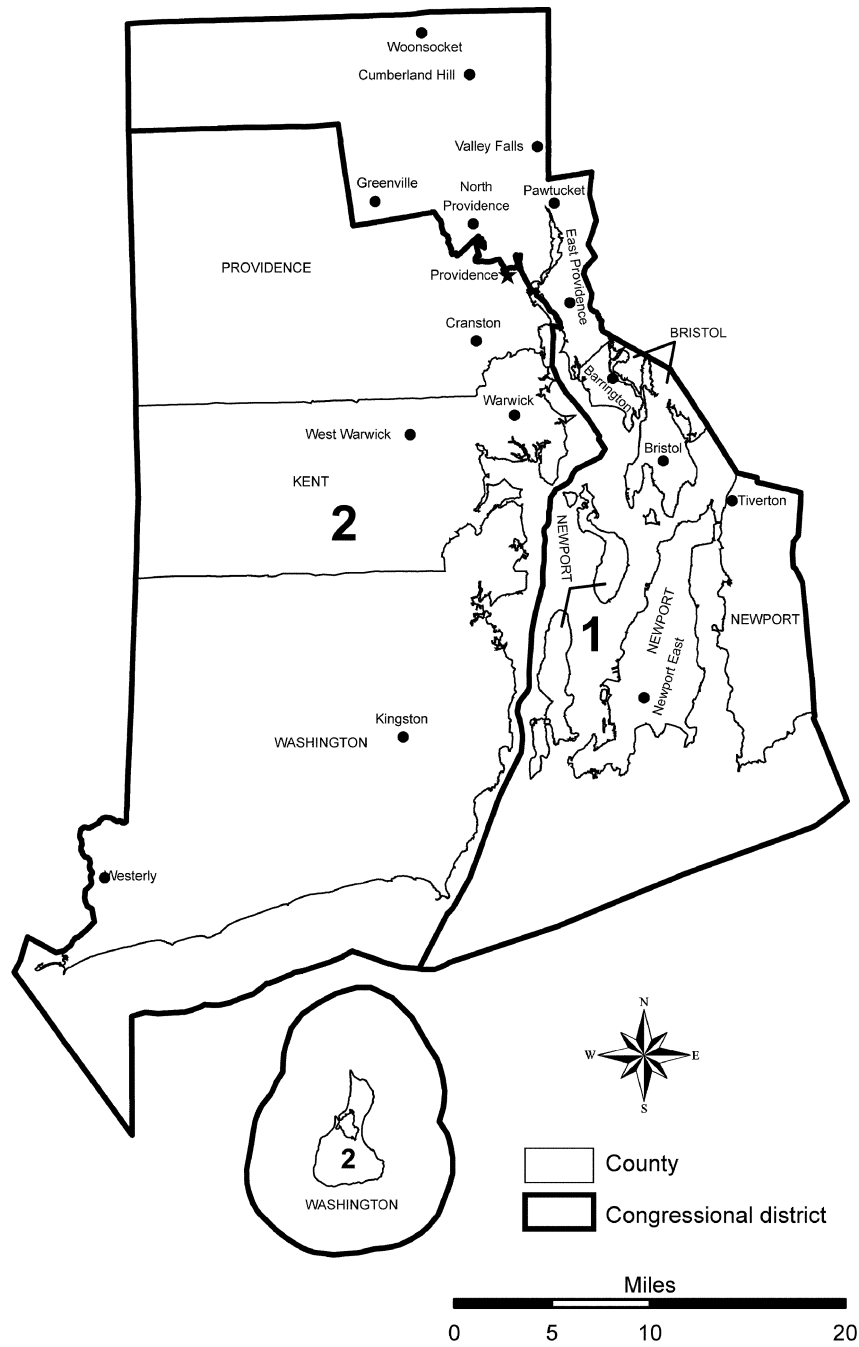 Woonsocket
Cumberland Hill
Valley Falls
Greenville
North
Providence
Pawtucket
East Providence
PROVIDENCE
Providence
Cranston
BRISTOL
Barrington
Warwick
West Warwick
Bristol
KENT
2
Tiverton
NEWPORT
NEWPORT
NEWPORT
1
Newport East
Kingston
WASHINGTON
Westerly
N
W
E
S
2
WASHINGTON
County
Congressional district
Miles
0 5 10 20